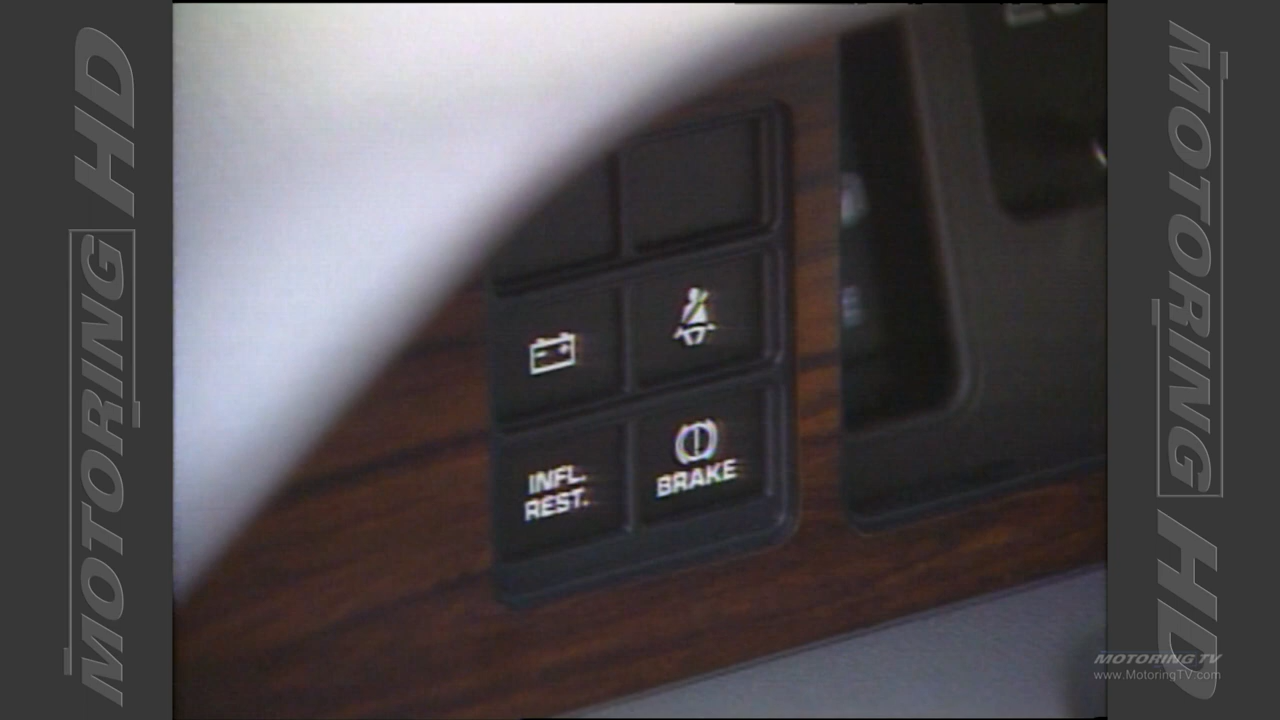 MOTORING HD
INFL.
REST.
BRAKE
MOTORING HD
MOTORING TV
www.MotoringTV.com